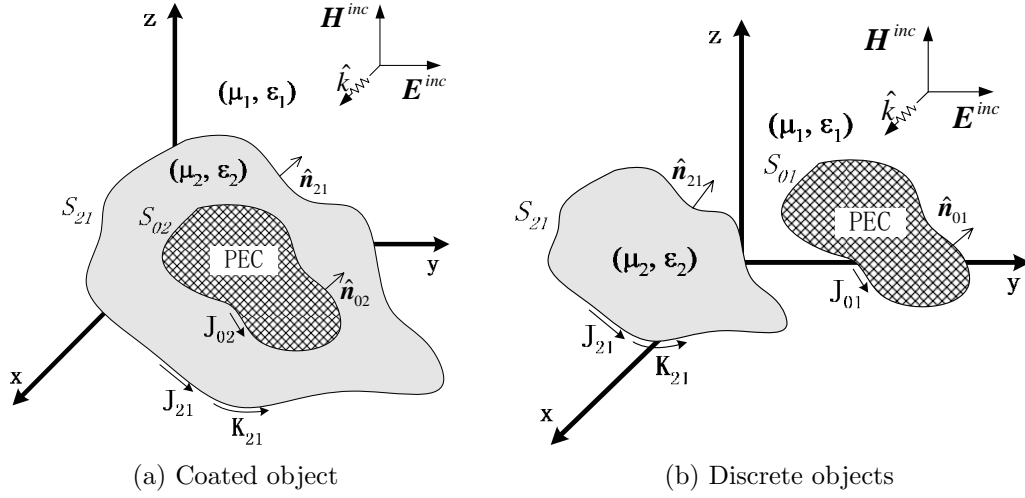 z
H^inc
k̂
E^inc
(μ₁, ε₁)
(μ₂, ε₂)
n̂₂₁
S₂₁
S₀₂
PEC
y
n̂₀₂
J₀₂
x
J₂₁
K₂₁
(a) Coated object
z
H^inc
k̂
E^inc
(μ₁, ε₁)
S₀₁
n̂₂₁
S₂₁
PEC
n̂₀₁
(μ₂, ε₂)
y
J₀₁
J₂₁
K₂₁
x
(b) Discrete objects